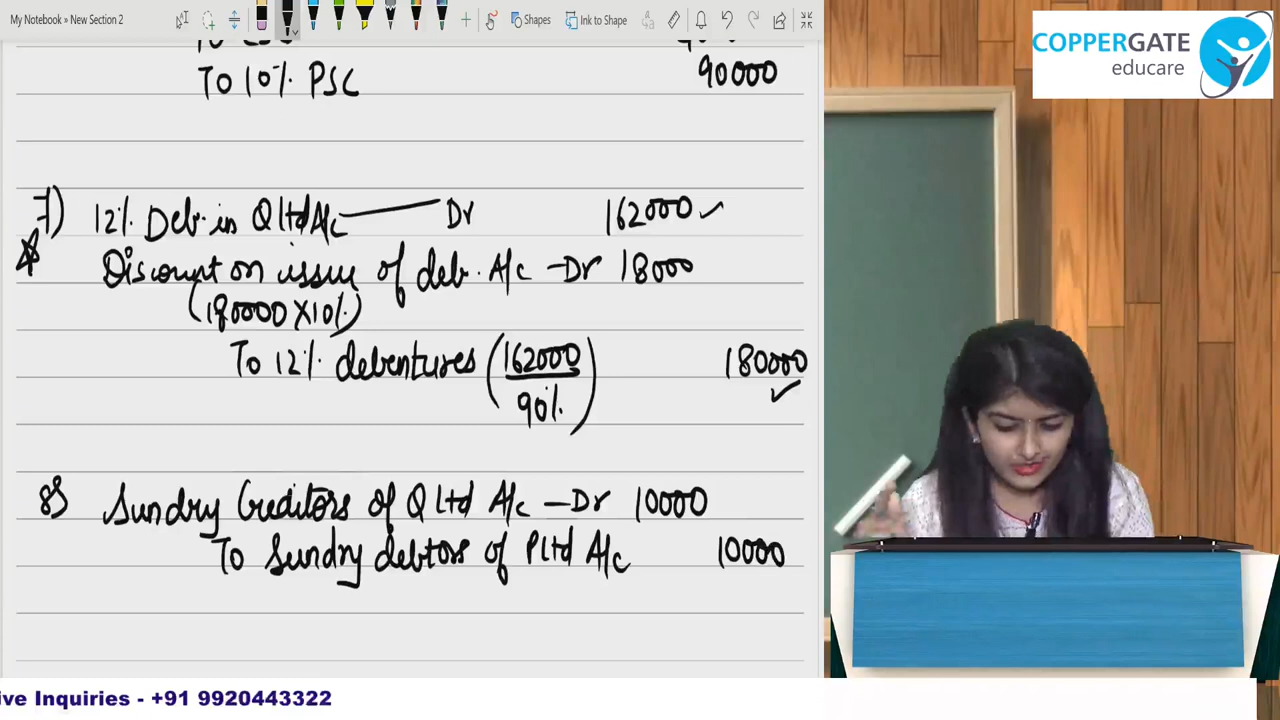 My Notebook » New Section 2
Shapes
Ink to Shape
COPPERGATE
educare
To 10% PSC 90000
7) 12% Deb. in Q Ltd A/c —— Dr 162000 ✓
Discount on issue of deb. A/c - Dr 18000
(180000 X 10%)
To 12% debentures (162000 180000
90%) ✓
8) Sundry Creditors of Q Ltd A/c - Dr 10000
To Sundry debtors of P Ltd A/c 10000
ive Inquiries - +91 9920443322